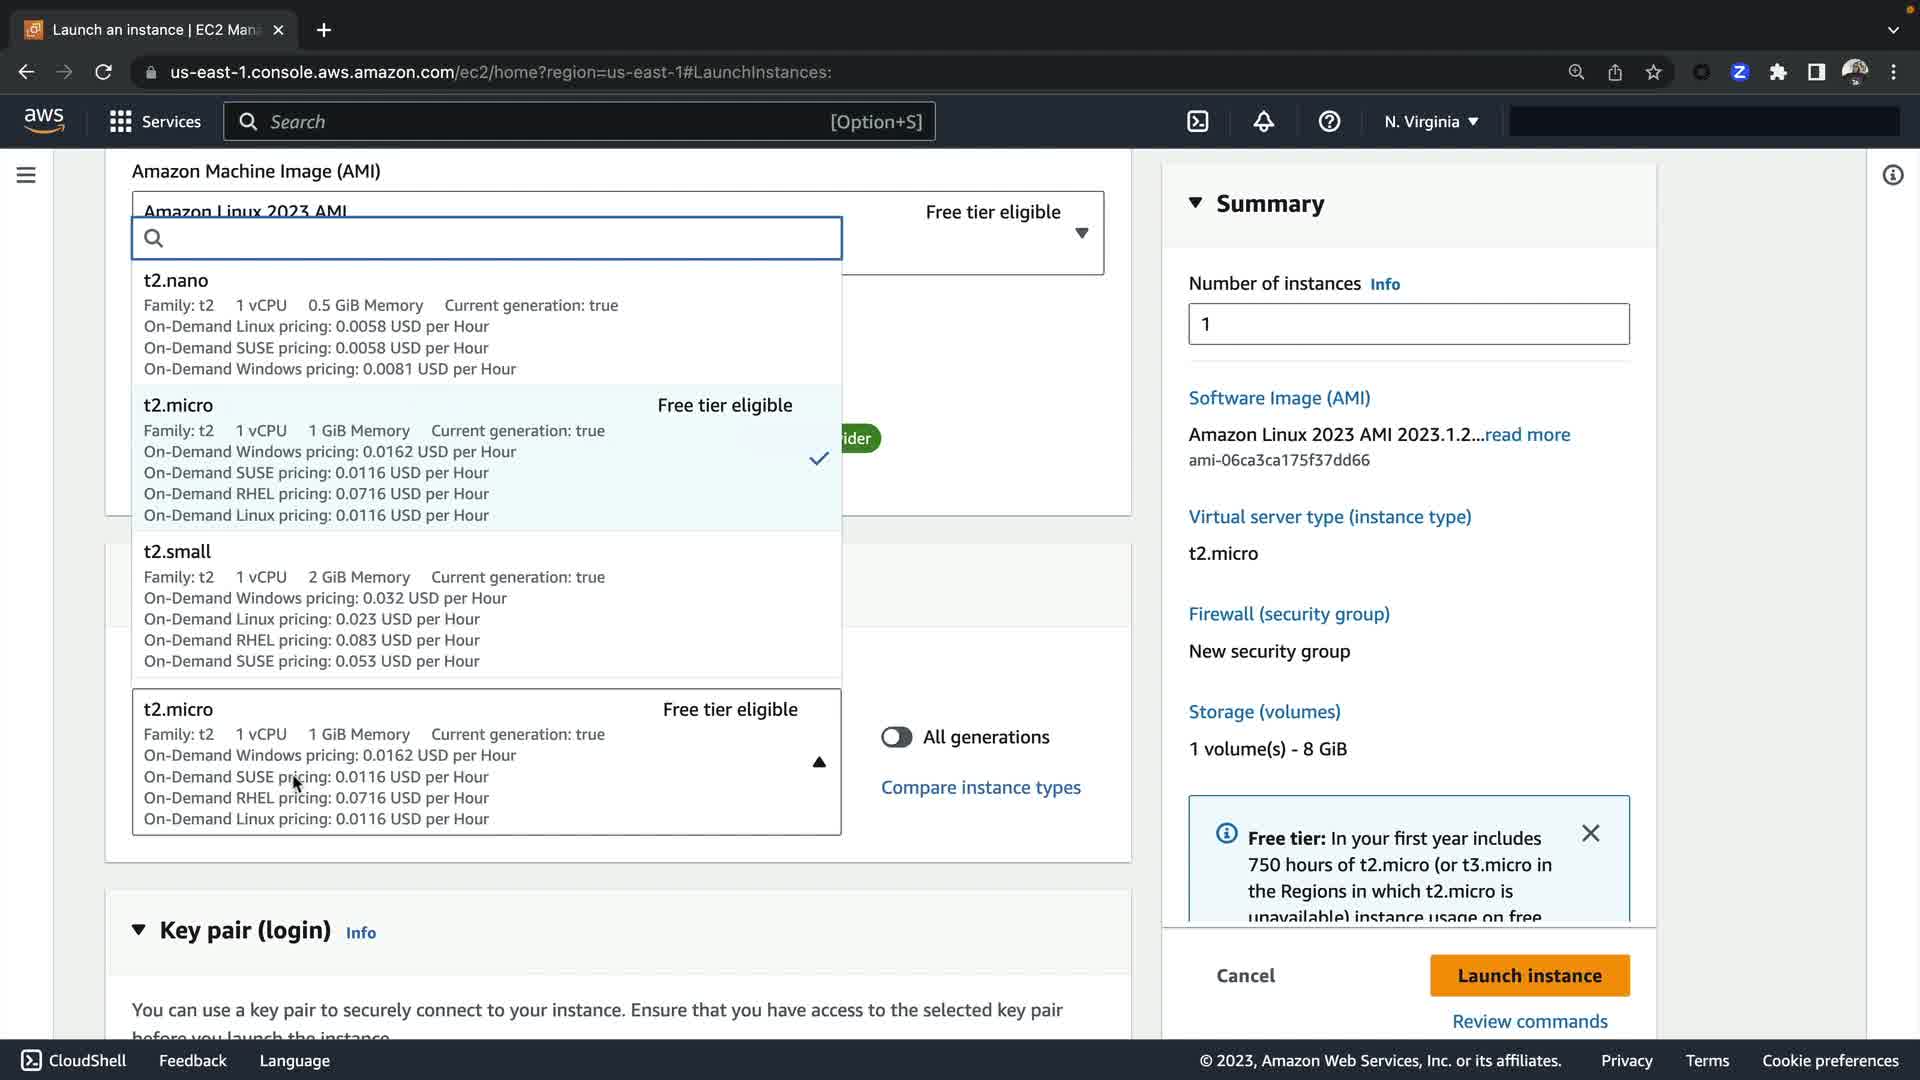 Launch an instance | EC2 Man
us-east-1.console.aws.amazon.com/ec2/home?region=us-east-1#LaunchInstances:
aws
Services
Search
[Option+S]
N. Virginia
Amazon Machine Image (AMI)
Amazon Linux 2023 AMI
Free tier eligible
t2.nano
Family: t2 1 vCPU 0.5 GiB Memory Current generation: true
On-Demand Linux pricing: 0.0058 USD per Hour
On-Demand SUSE pricing: 0.0058 USD per Hour
On-Demand Windows pricing: 0.0081 USD per Hour
t2.micro
Free tier eligible
Family: t2 1 vCPU 1 GiB Memory Current generation: true
On-Demand Windows pricing: 0.0162 USD per Hour
On-Demand SUSE pricing: 0.0116 USD per Hour
On-Demand RHEL pricing: 0.0716 USD per Hour
On-Demand Linux pricing: 0.0116 USD per Hour
ider
t2.small
Family: t2 1 vCPU 2 GiB Memory Current generation: true
On-Demand Windows pricing: 0.032 USD per Hour
On-Demand Linux pricing: 0.023 USD per Hour
On-Demand RHEL pricing: 0.083 USD per Hour
On-Demand SUSE pricing: 0.053 USD per Hour
t2.micro
Free tier eligible
Family: t2 1 vCPU 1 GiB Memory Current generation: true
On-Demand Windows pricing: 0.0162 USD per Hour
On-Demand SUSE pricing: 0.0116 USD per Hour
On-Demand RHEL pricing: 0.0716 USD per Hour
On-Demand Linux pricing: 0.0116 USD per Hour
All generations
Compare instance types
Key pair (login) Info
You can use a key pair to securely connect to your instance. Ensure that you have access to the selected key pair
before you launch the instance.
Summary
Number of instances Info
1
Software Image (AMI)
Amazon Linux 2023 AMI 2023.1.2...read more
ami-06ca3ca175f37dd66
Virtual server type (instance type)
t2.micro
Firewall (security group)
New security group
Storage (volumes)
1 volume(s) - 8 GiB
Free tier: In your first year includes
750 hours of t2.micro (or t3.micro in
the Regions in which t2.micro is
unavailable) instance usage on free
Cancel
Launch instance
Review commands
CloudShell
Feedback
Language
© 2023, Amazon Web Services, Inc. or its affiliates.
Privacy
Terms
Cookie preferences